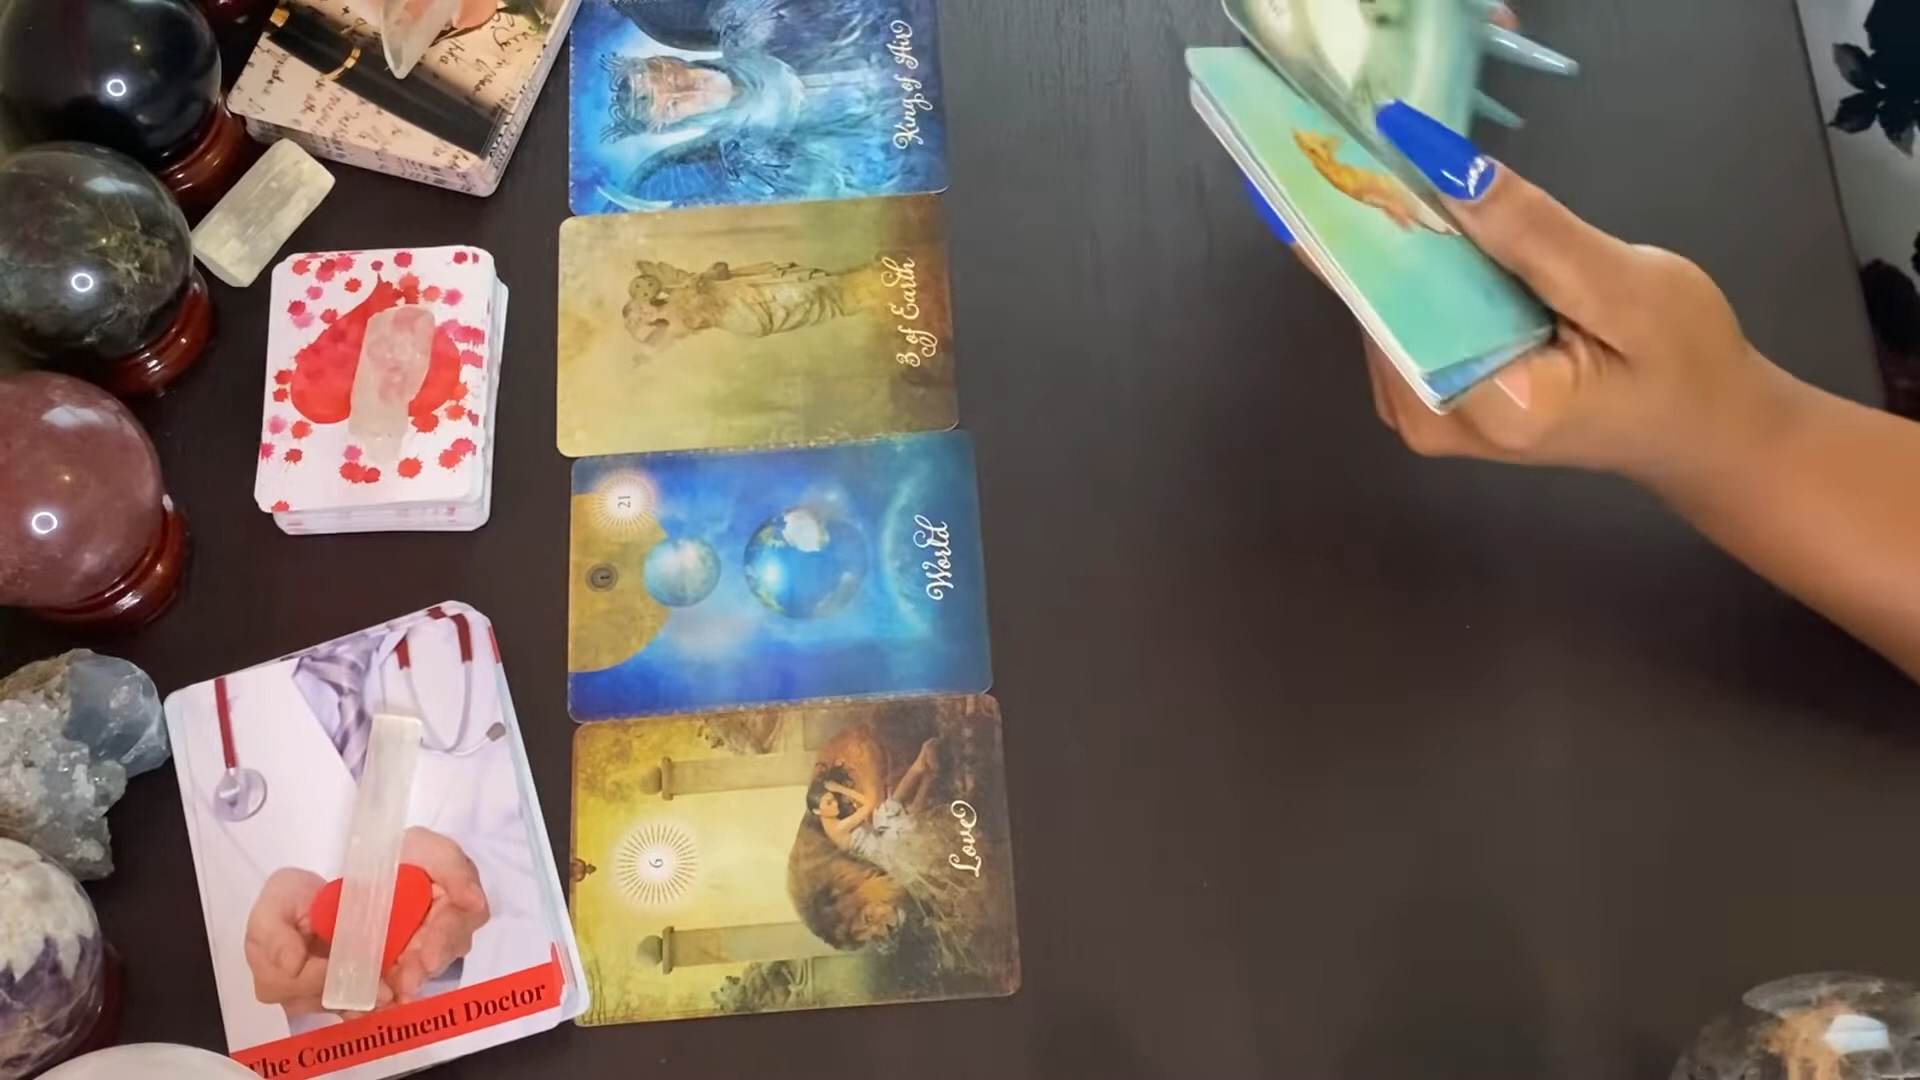 King of Air
3 of Earth
21
World
6
Love
The Commitment Doctor